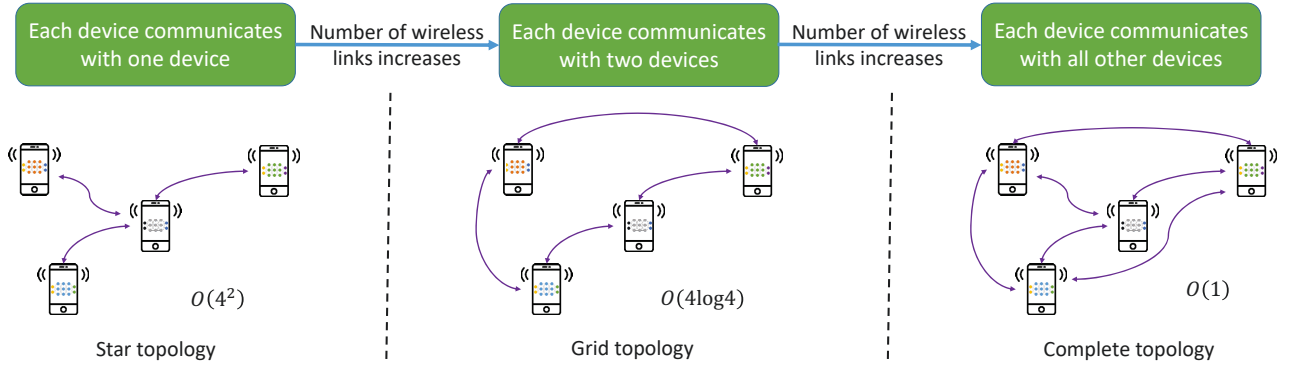 Each device communicates
with one device
Number of wireless
links increases
Each device communicates
with two devices
Number of wireless
links increases
Each device communicates
with all other devices
O(4²)
O(4log4)
O(1)
Star topology
Grid topology
Complete topology